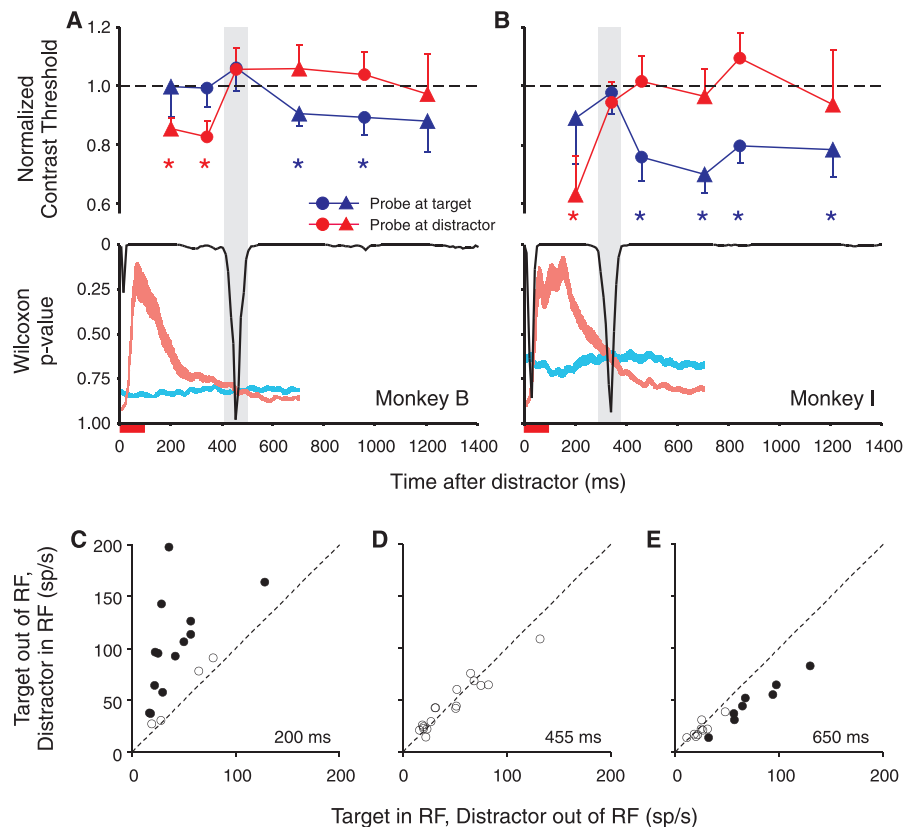 A
B
1.2
1.0
0.8
0.6
Normalized
Contrast Threshold
* * * *
* * * * *
Probe at target
Probe at distractor
0
0.25
0.50
0.75
1.00
Wilcoxon
p-value
Monkey B
Monkey I
0 200 400 600 800 1000 1200 1400
0 200 400 600 800 1000 1200 1400
Time after distractor (ms)
C
D
E
200
150
100
50
0
Target out of RF,
Distractor in RF (sp/s)
200 ms
455 ms
650 ms
0 100 200
0 100 200
0 100 200
Target in RF, Distractor out of RF (sp/s)